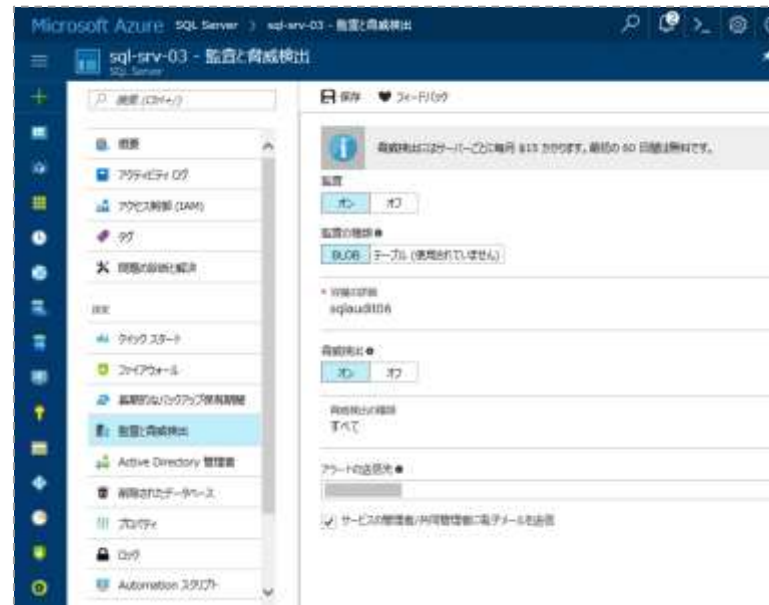 Microsoft Azure SQL Server > sql-srv-03 - 監査と脅威検出
2
sql-srv-03 - 監査と脅威検出
SQL Server
検索 (Ctrl+/)
保存 フィードバック
概要
アクティビティ ログ
アクセス制御 (IAM)
タグ
問題の診断と解決
設定
クイック スタート
ファイアウォール
長期的なバックアップ保有期間
監査と脅威検出
Active Directory 管理者
削除されたデータベース
プロパティ
ロック
Automation スクリプト
脅威検出にはサーバーごとに毎月 $15 かかります。最初の 60 日間は無料です。
監査
オン オフ
監査の種類
BLOB テーブル (使用されていません)
* 詳細
sqlaudit06
脅威検出
オン オフ
脅威検出の種類
すべて
アラートの送信先
サービスの管理者/共同管理者に電子メールを送信